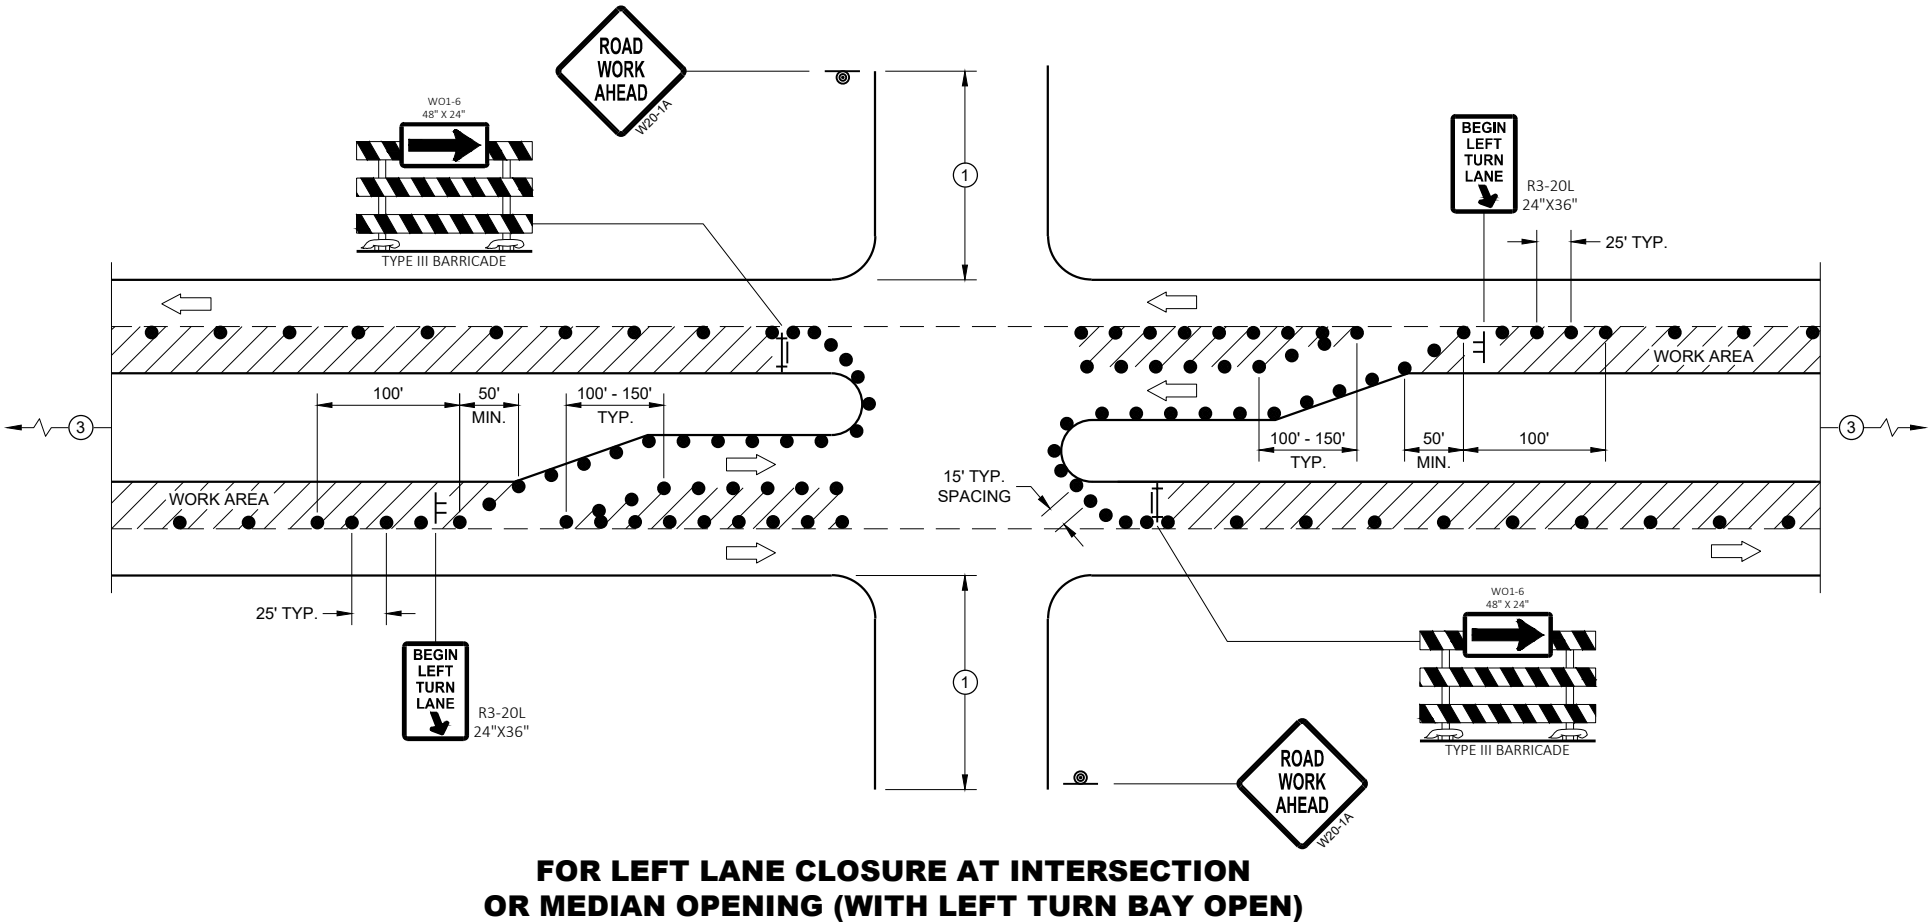 ROAD
WORK
AHEAD
W20-1A
WO1-6
48" X 24"
TYPE III BARRICADE
1
BEGIN
LEFT
TURN
LANE
R3-20L
24"X36"
25' TYP.
WORK AREA
100'
50'
MIN.
100' - 150'
TYP.
3
100' - 150'
TYP.
50'
MIN.
100'
3
15' TYP.
SPACING
WORK AREA
25' TYP.
BEGIN
LEFT
TURN
LANE
R3-20L
24"X36"
1
WO1-6
48" X 24"
TYPE III BARRICADE
ROAD
WORK
AHEAD
W20-1A
FOR LEFT LANE CLOSURE AT INTERSECTION
OR MEDIAN OPENING (WITH LEFT TURN BAY OPEN)